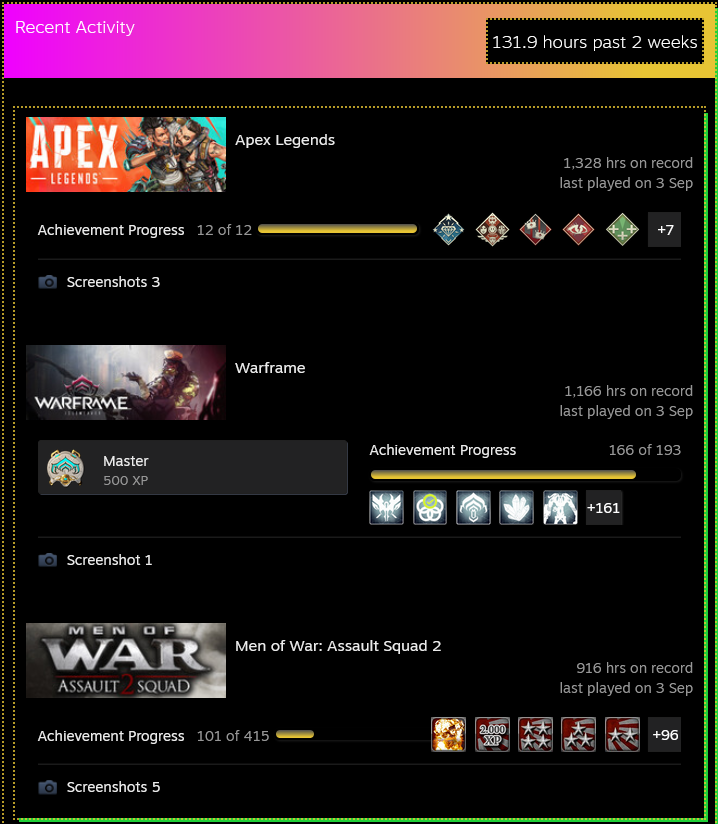 Recent Activity
131.9 hours past 2 weeks
APEX
LEGENDS
Apex Legends
1,328 hrs on record
last played on 3 Sep
Achievement Progress 12 of 12
+7
Screenshots 3
WARFRAME
Warframe
1,166 hrs on record
last played on 3 Sep
Master
500 XP
Achievement Progress 166 of 193
+161
Screenshot 1
MEN OF
WAR
ASSAULT 2 SQUAD
Men of War: Assault Squad 2
916 hrs on record
last played on 3 Sep
Achievement Progress 101 of 415
2.000
XP
+96
Screenshots 5